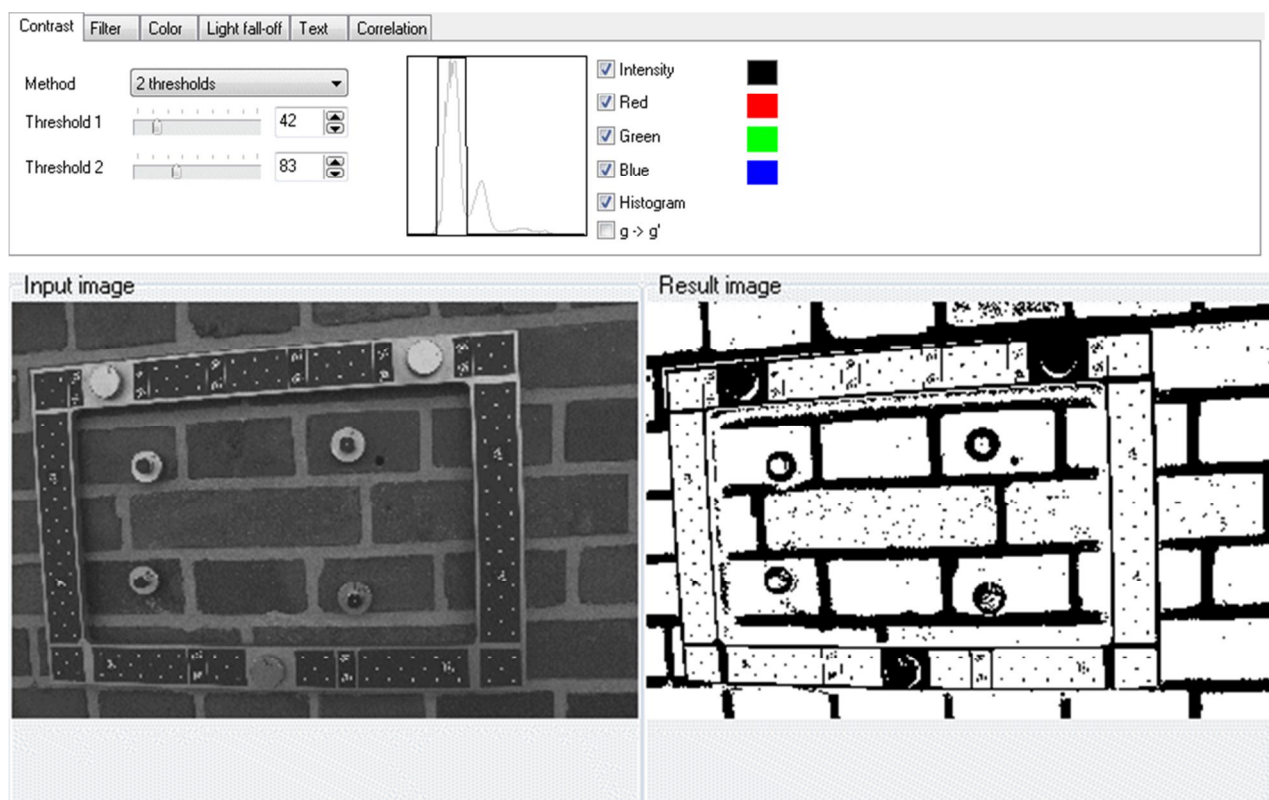 Contrast Filter Color Light fall-off Text Correlation
Method 2 thresholds
Threshold 1 42
Threshold 2 83
Intensity
Red
Green
Blue
Histogram
g -> g'
Input image Result image